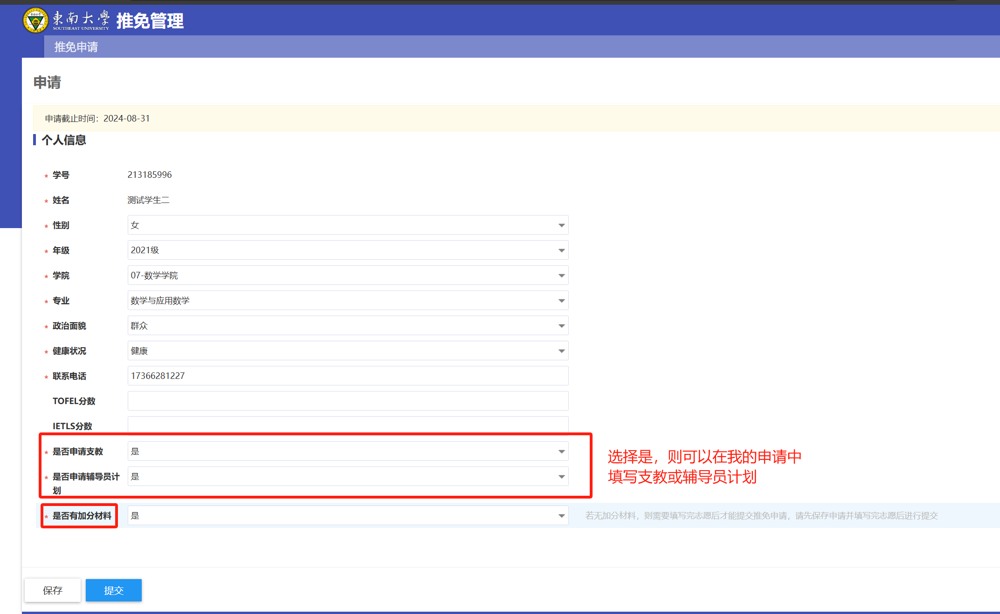 東南大學 推免管理
SOUTHEAST UNIVERSITY
推免申请
申请
申请截止时间：2024-08-31
个人信息
* 学号 213185996
* 姓名 测试学生二
* 性别 女
* 年级 2021级
* 学院 07-数学学院
* 专业 数学与应用数学
* 政治面貌 群众
* 健康状况 健康
* 联系电话 17366281227
TOFEL分数
IETLS分数
* 是否申请支教 是
* 是否申请辅导员计 是
划
选择是，则可以在我的申请中
填写支教或辅导员计划
* 是否有加分材料 是 若无加分材料，则需要填写完志愿后才能提交推免申请，请先保存申请并填写完志愿后进行提交
保存 提交